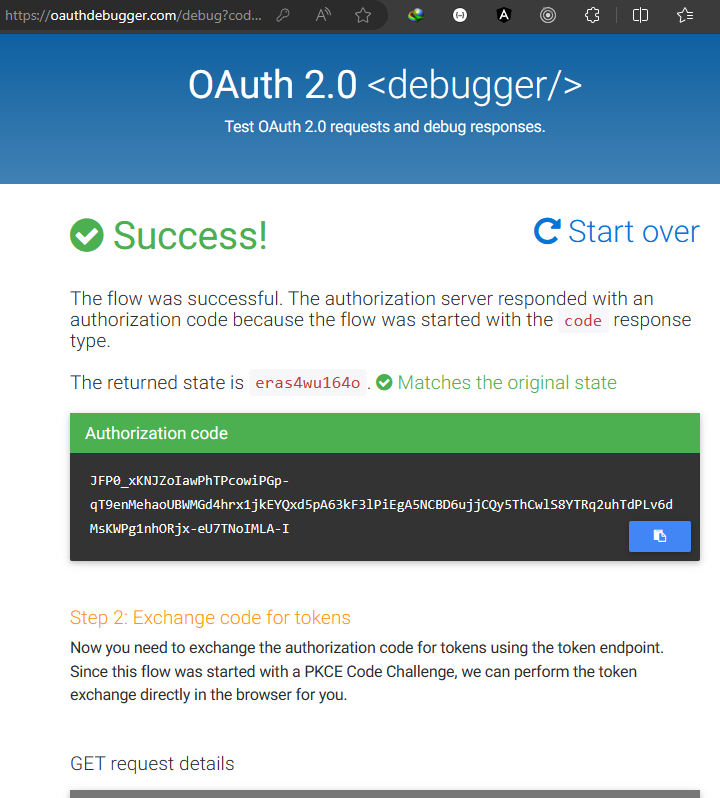 https://oauthdebugger.com/debug?cod...
OAuth 2.0 <debugger/>
Test OAuth 2.0 requests and debug responses.
Success!
Start over
The flow was successful. The authorization server responded with an
authorization code because the flow was started with the code response
type.
The returned state is eras4wu164o. Matches the original state
Authorization code
JFP0_xKNJZoIawPhTPcowiPGp-
qT9enMehaoUBWMGd4hrx1jkEYQxd5pA63kF3lPiEgA5NCBD6ujjCQy5ThCwlS8YTRq2uhTdPLv6d
MsKWPg1nhORjx-eU7TNoIMLA-I
Step 2: Exchange code for tokens
Now you need to exchange the authorization code for tokens using the token endpoint.
Since this flow was started with a PKCE Code Challenge, we can perform the token
exchange directly in the browser for you.
GET request details